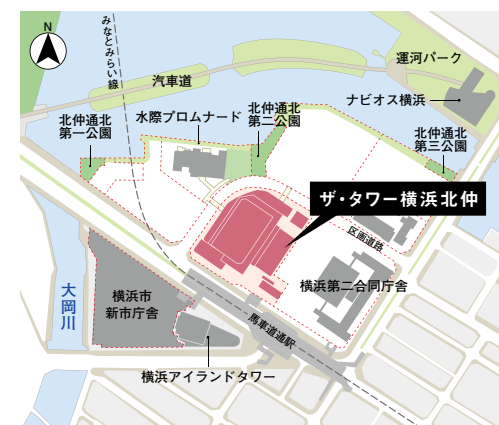 N
みなとみらい線
汽車道
運河パーク
ナビオス横浜
水際プロムナード
北仲通北
第一公園
北仲通北
第二公園
北仲通北
第三公園
ザ・タワー横浜北仲
区画道路
横浜第二合同庁舎
大岡川
横浜市
新市庁舎
馬車道通駅
横浜アイランドタワー